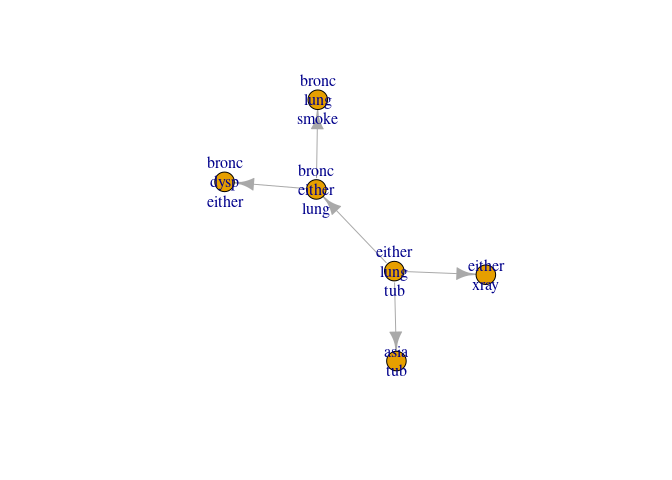 bronc
lung
smoke
bronc
dysp
either
bronc
either
lung
either
lung
tub
either
xray
asia
tub